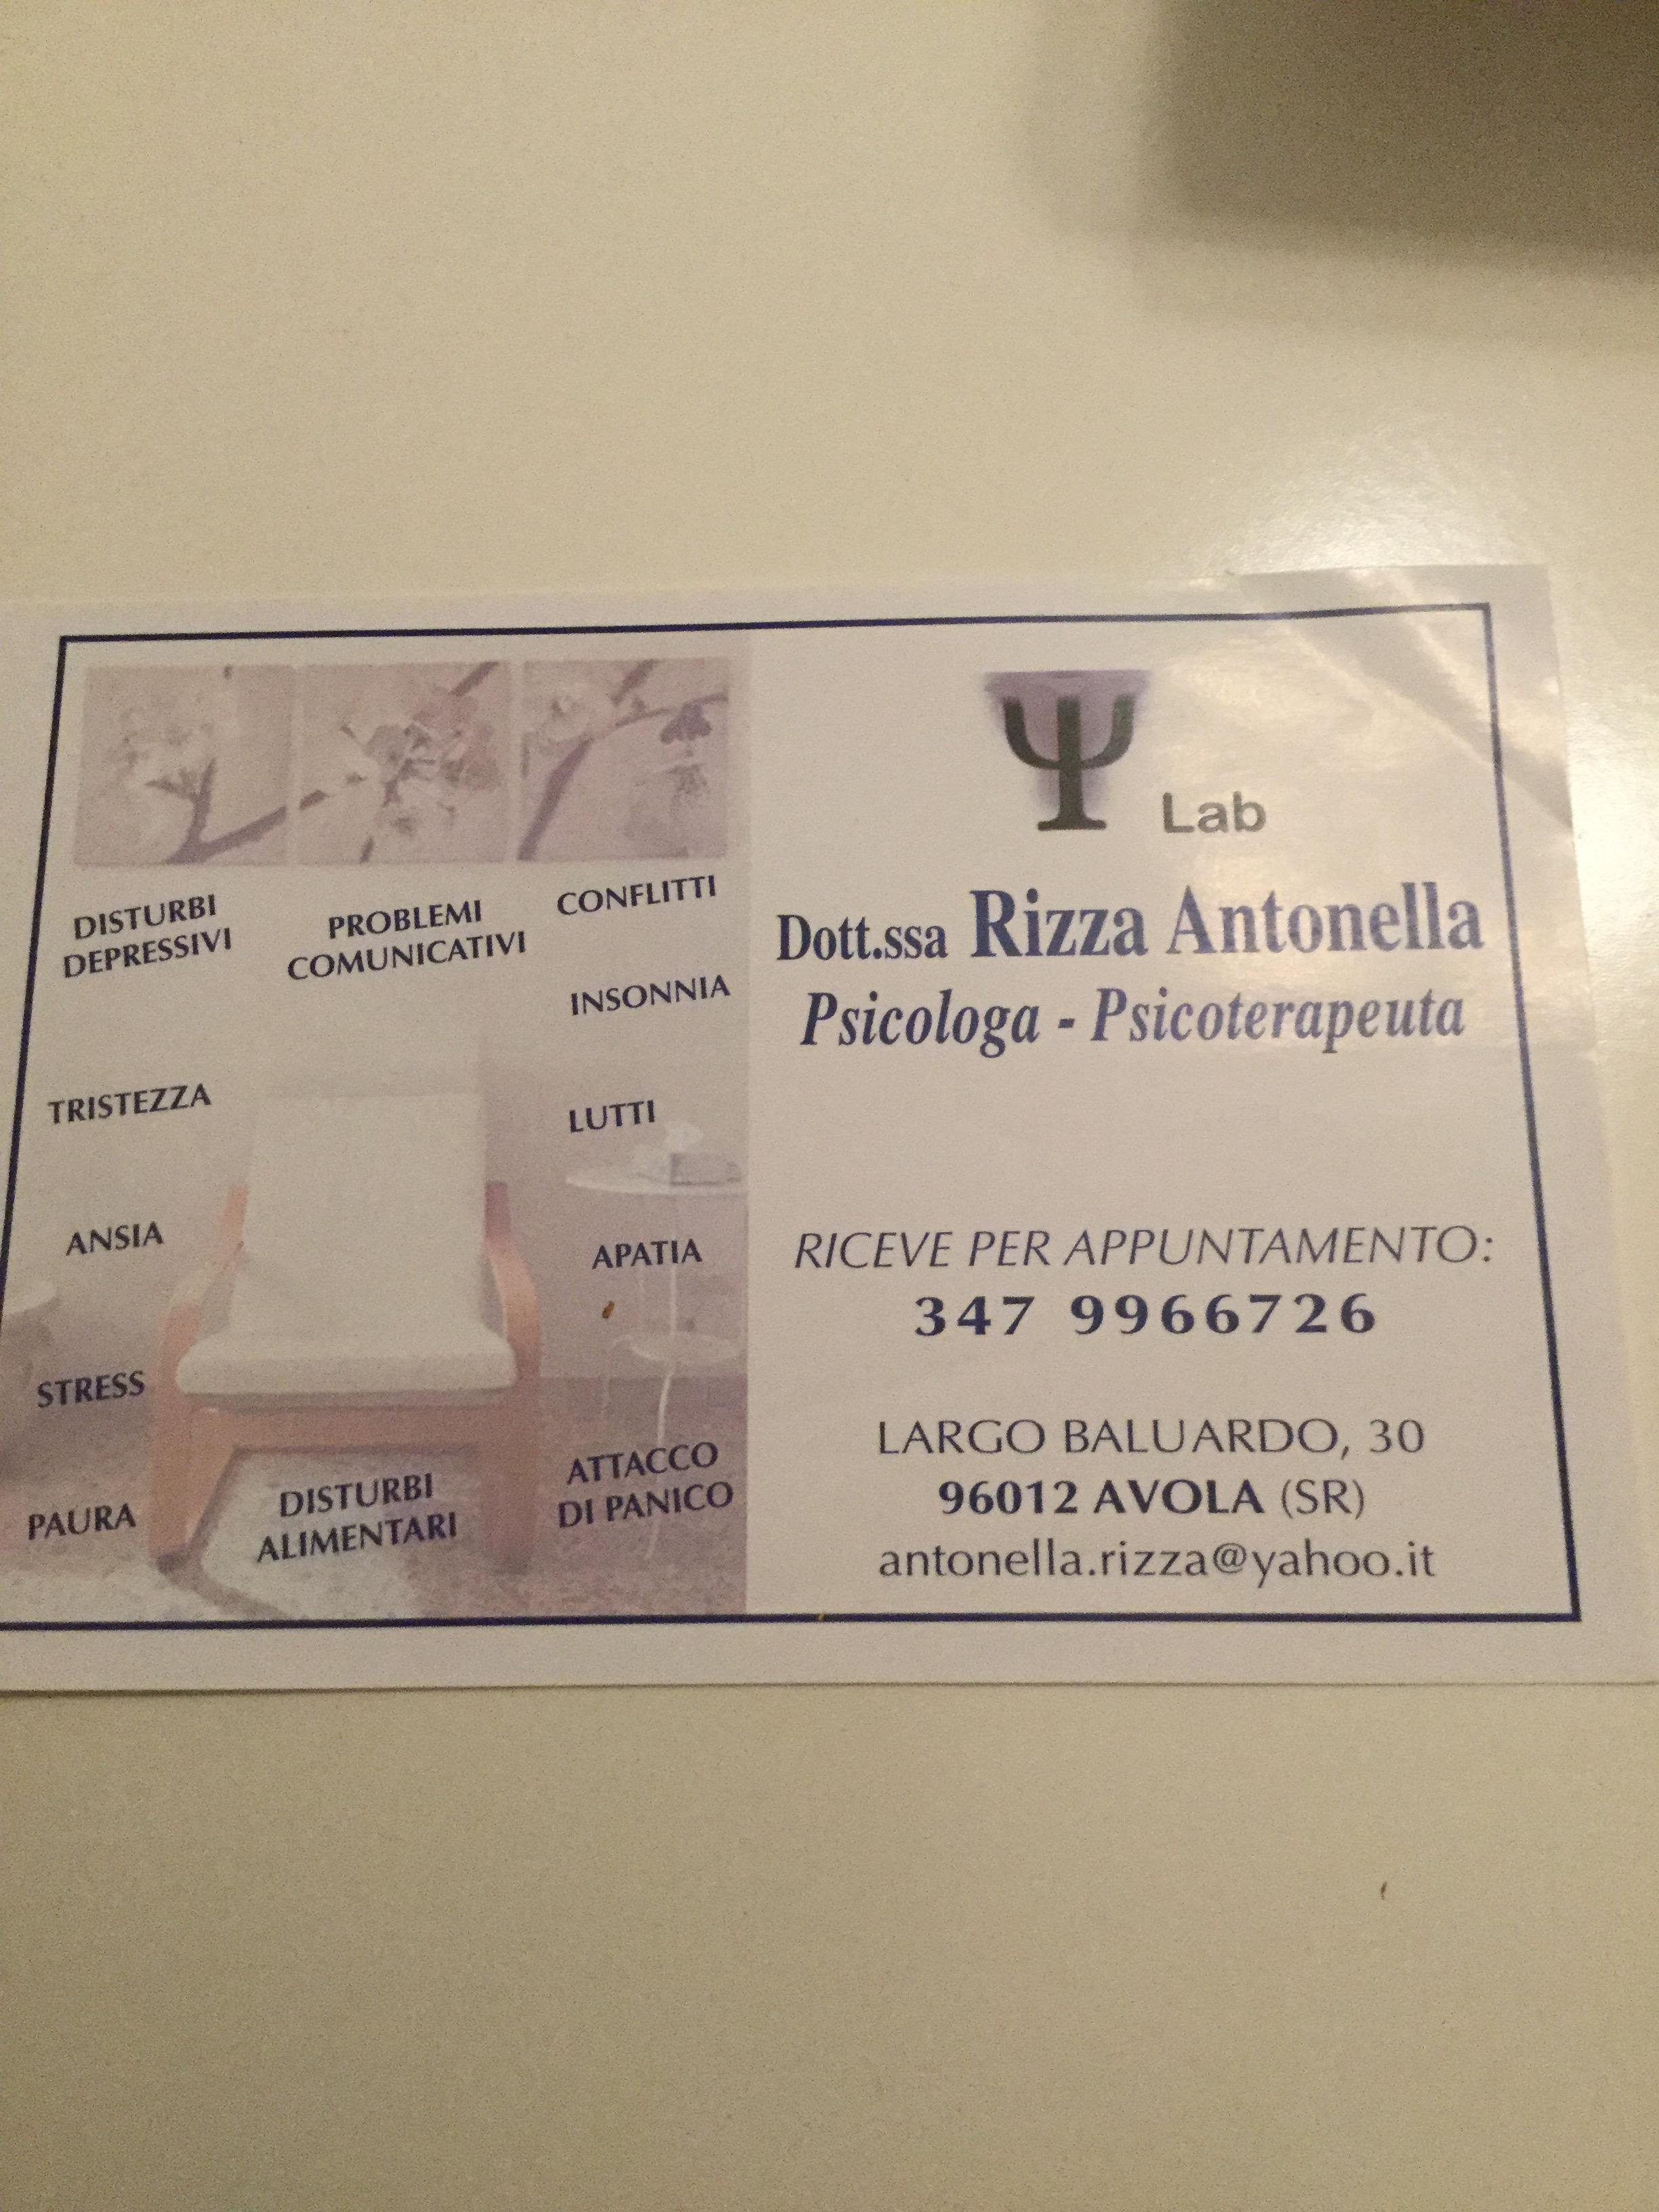 DISTURBI
DEPRESSIVI
PROBLEMI
COMUNICATIVI
CONFLITTI
INSONNIA
TRISTEZZA
LUTTI
ANSIA
APATIA
STRESS
PAURA
DISTURBI
ALIMENTARI
ATTACCO
DI PANICO
Ψ Lab
Dott.ssa Rizza Antonella
Psicologa - Psicoterapeuta
RICEVE PER APPUNTAMENTO:
347 9966726
LARGO BALUARDO, 30
96012 AVOLA (SR)
antonella.rizza@yahoo.it